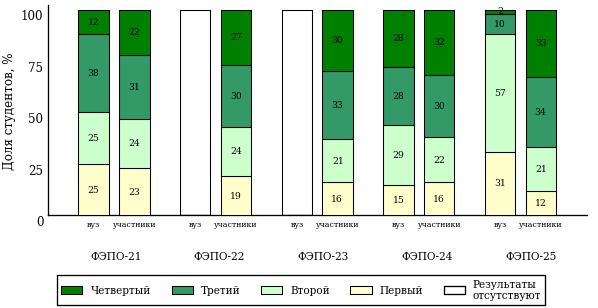 Доля студентов, %
100
75
50
25
0
12 22 27 30 28 32 2 33
38 31 30 33 28 30 10 34
25 24 24 21 29 22 57 21
25 23 19 16 15 16 31 12
вуз участники вуз участники вуз участники вуз участники вуз участники
ФЭПО-21 ФЭПО-22 ФЭПО-23 ФЭПО-24 ФЭПО-25
Четвертый Третий Второй Первый Результаты
отсутствуют